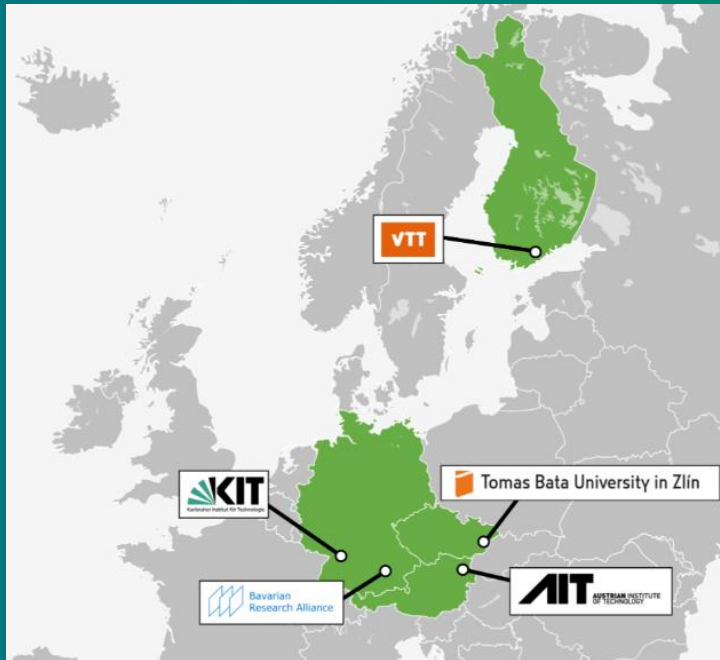 VTT
KIT
Karlsruher Institut für Technologie
Tomas Bata University in Zlín
Bavarian
Research Alliance
AIT
AUSTRIAN INSTITUTE
OF TECHNOLOGY